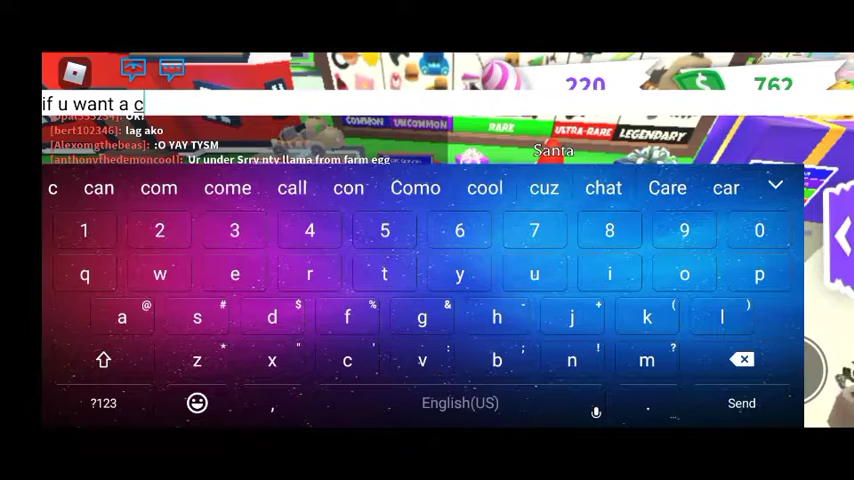 220 762
if u want a c
UK!
[bert102346]: lag ako
[Alexomgthebeas]: :O YAY TYSM
[anthonythedemoncool!]: Ur under Srry nty llama from farm egg
COMMON UNCOMMON RARE ULTRA-RARE LEGENDARY
Santa
c can com come call con Como cool cuz chat Care car
1 2 3 4 5 6 7 8 9 0
q w e r t y u i o p
@ # $ % & - + ( )
a s d f g h j k l
* " ' : ; ! ?
z x c v b n m
?123 , English(US) . Send